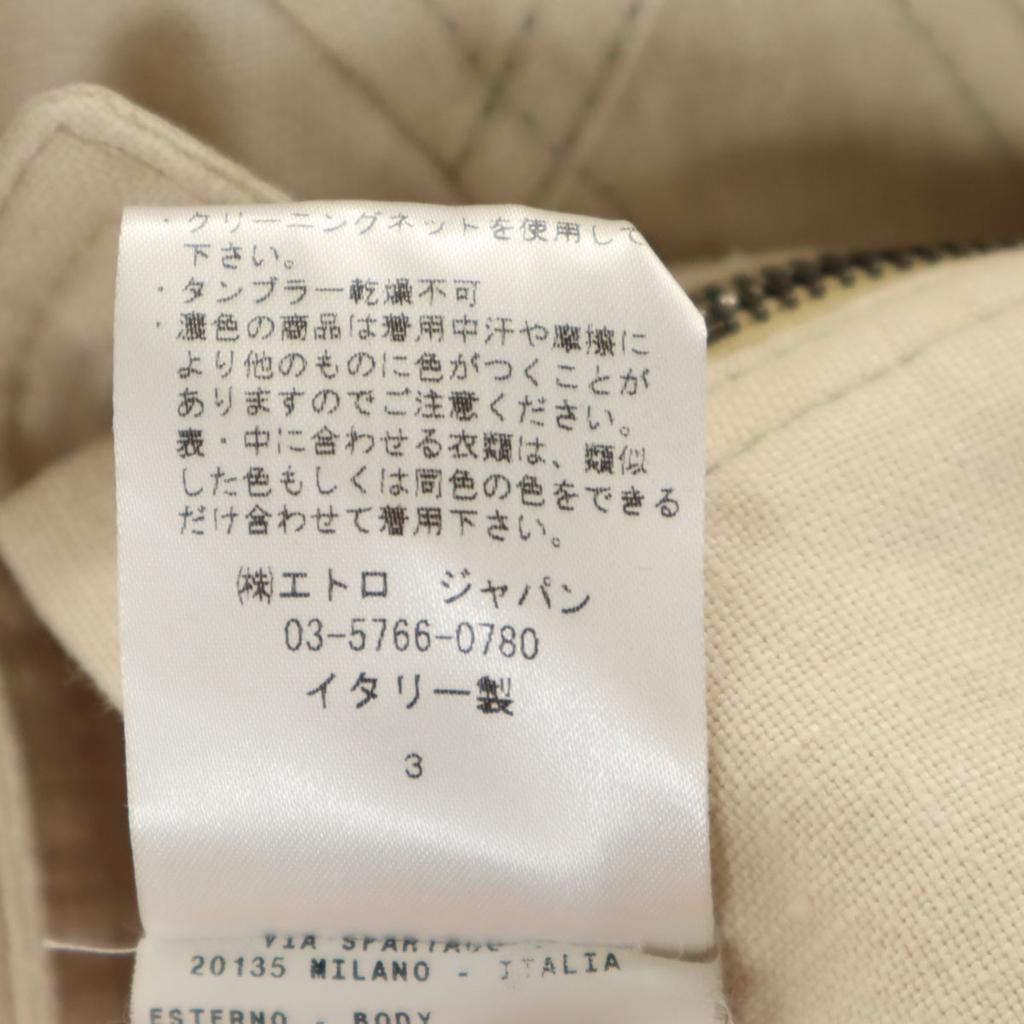 ・クリーニングネットを使用して
下さい。
・タンブラー乾燥不可
・濃色の商品は着用中汗や摩擦に
より他のものに色がつくことが
ありますのでご注意ください。
表・中に合わせる衣類は、類似
した色もしくは同色の色をできる
だけ合わせて着用下さい。
㈱エトロ ジャパン
03-5766-0780
イタリー製
3
VIA SPARTACO -
20135 MILANO - ITALIA
ESTERNO - BODY